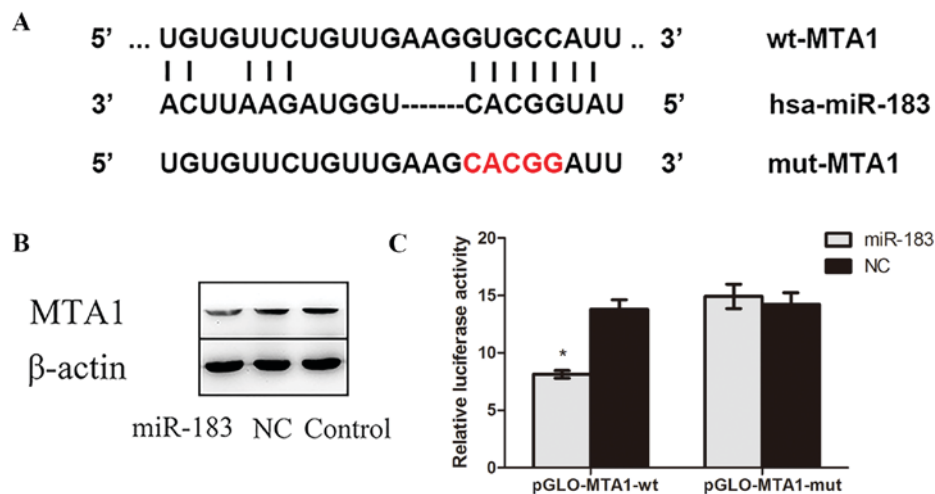 A
5’ ... UGUGUUCUGUUGAAGGUGCCAUU .. 3’ wt-MTA1
3’ ACUUAAGAUGGU-------CACGGUAU 5’ hsa-miR-183
5’ UGUGUUCUGUUGAAGCACGGAUU 3’ mut-MTA1
B
MTA1
β-actin
miR-183 NC Control
C
miR-183
NC
Relative luciferase activity
20
15
10
5
0
*
pGLO-MTA1-wt pGLO-MTA1-mut